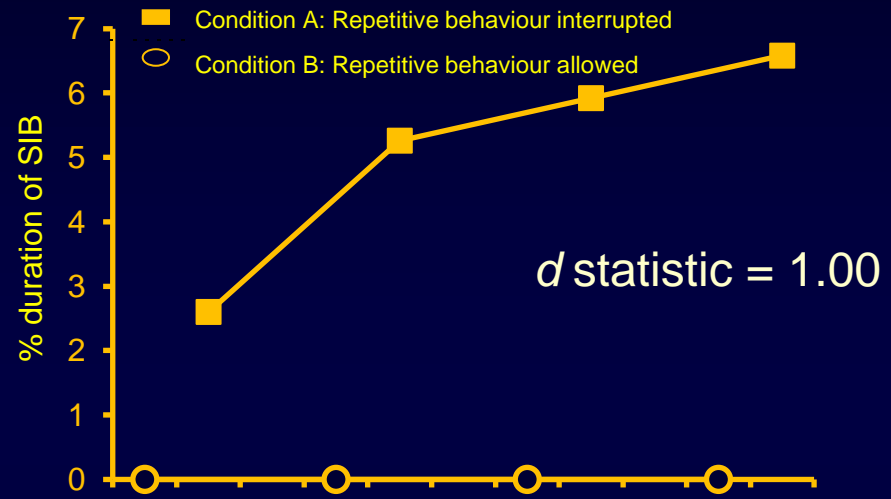 7
Condition A: Repetitive behaviour interrupted
Condition B: Repetitive behaviour allowed
6
5
4
3
2
1
0
% duration of SIB
d statistic = 1.00